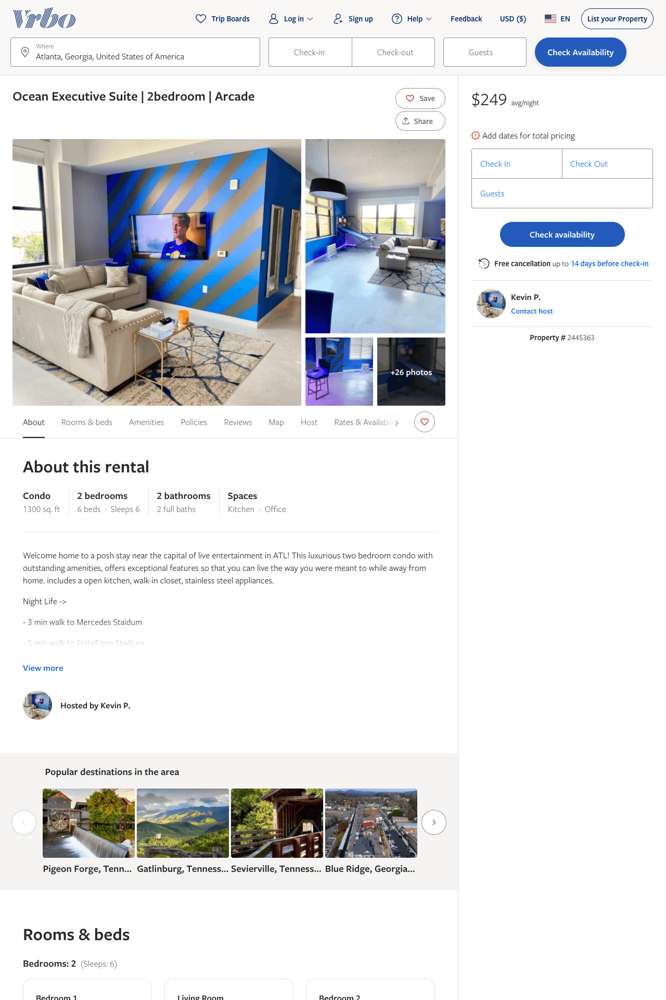 Vrbo
Trip Boards
Log in
Sign up
Help
Feedback
USD ($)
EN
List your Property
Where
Atlanta, Georgia, United States of America
Check-in
Check-out
Guests
Check Availability
Ocean Executive Suite | 2bedroom | Arcade
Save
Share
$249 avg/night
Add dates for total pricing
Check In
Check Out
Guests
Check availability
Free cancellation up to 14 days before check-in
Kevin P.
Contact host
Property # 2445363
+26 photos
About
Rooms & beds
Amenities
Policies
Reviews
Map
Host
Rates & Availabili
About this rental
Condo
1300 sq. ft
2 bedrooms
6 beds · Sleeps 6
2 bathrooms
2 full baths
Spaces
Kitchen · Office
Welcome home to a posh stay near the capital of live entertainment in ATL! This luxurious two bedroom condo with
outstanding amenities, offers exceptional features so that you can live the way you were meant to while away from
home. includes a open kitchen, walk-in closet, stainless steel appliances.
Night Life ->
- 3 min walk to Mercedes Staidum
- 5 min walk to StateFarm Stadium
View more
Hosted by Kevin P.
Popular destinations in the area
Pigeon Forge, Tenn...
Gatlinburg, Tenness...
Sevierville, Tenness...
Blue Ridge, Georgia...
Rooms & beds
Bedrooms: 2 (Sleeps: 6)
Bedroom 1
Living Room
Bedroom 2